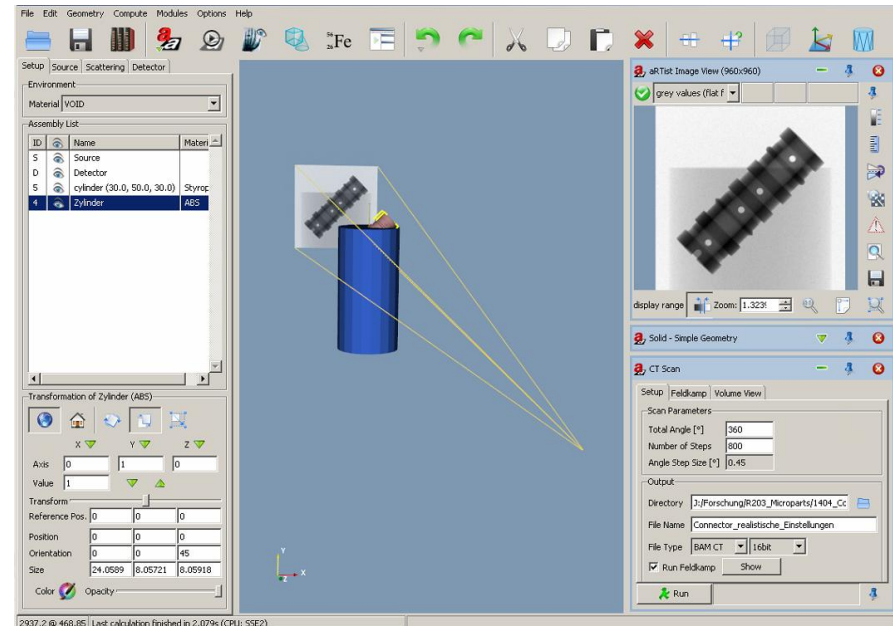 File Edit Geometry Compute Modules Options Help
56
26 Fe
Setup Source Scattering Detector
Environment
Material VOID
Assembly List
ID Name Materi
S Source
D Detector
5 cylinder (30.0, 50.0, 30.0) Styrop
4 Zylinder ABS
Transformation of Zylinder (ABS)
X Y Z
Axis 0 1 0
Value 1
Transform
Reference Pos. 0 0 0
Position 0 0 0
Orientation 0 0 45
Size 24.0589 8.05721 8.05918
Color Opacity
2937.2 @ 468.85 Last calculation finished in 2.079s (CPU: SSE2)
Y
Z X
aRTist Image View (960x960)
grey values (flat f
display range Zoom: 1.3239
Solid - Simple Geometry
CT Scan
Setup Feldkamp Volume View
Scan Parameters
Total Angle [°] 360
Number of Steps 800
Angle Step Size [°] 0.45
Output
Directory J:/Forschung/R203_Microparts/1404_Cc
File Name Connector_realistische_Einstellungen
File Type BAM CT 16bit
Run Feldkamp Show
Run